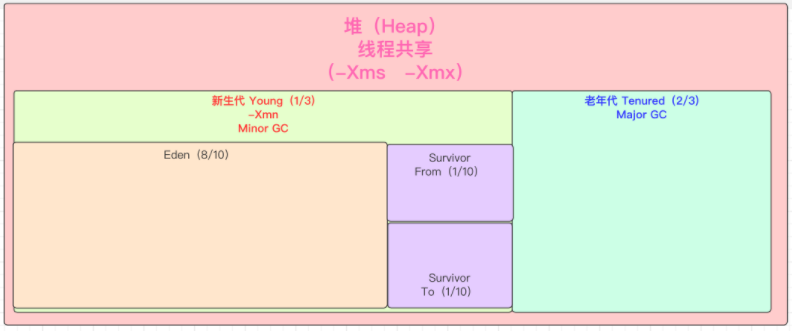 堆（Heap）
线程共享
（-Xms -Xmx）
新生代 Young（1/3）
-Xmn
Minor GC
老年代 Tenured（2/3）
Major GC
Eden（8/10）
Survivor
From（1/10）
Survivor
To（1/10）